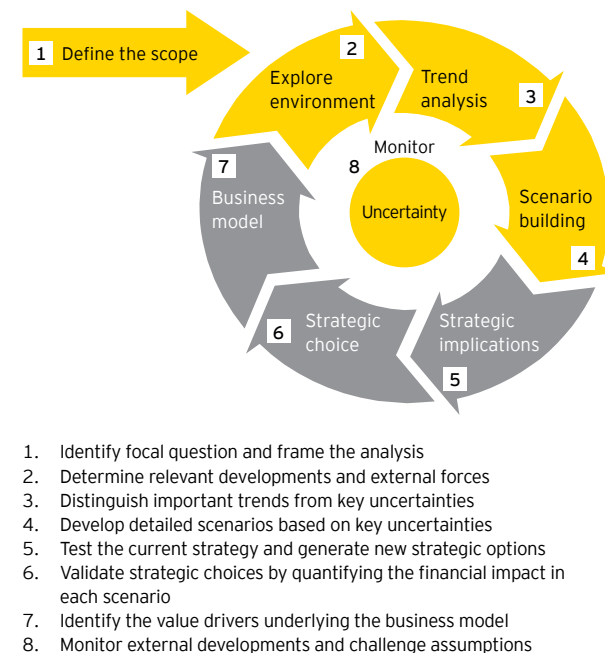 1 Define the scope
2
Explore
environment
Trend
analysis
3
Scenario
building
4
Strategic
implications
5
Strategic
choice
6
7
Business
model
Monitor
8
Uncertainty
1. Identify focal question and frame the analysis
2. Determine relevant developments and external forces
3. Distinguish important trends from key uncertainties
4. Develop detailed scenarios based on key uncertainties
5. Test the current strategy and generate new strategic options
6. Validate strategic choices by quantifying the financial impact in
each scenario
7. Identify the value drivers underlying the business model
8. Monitor external developments and challenge assumptions